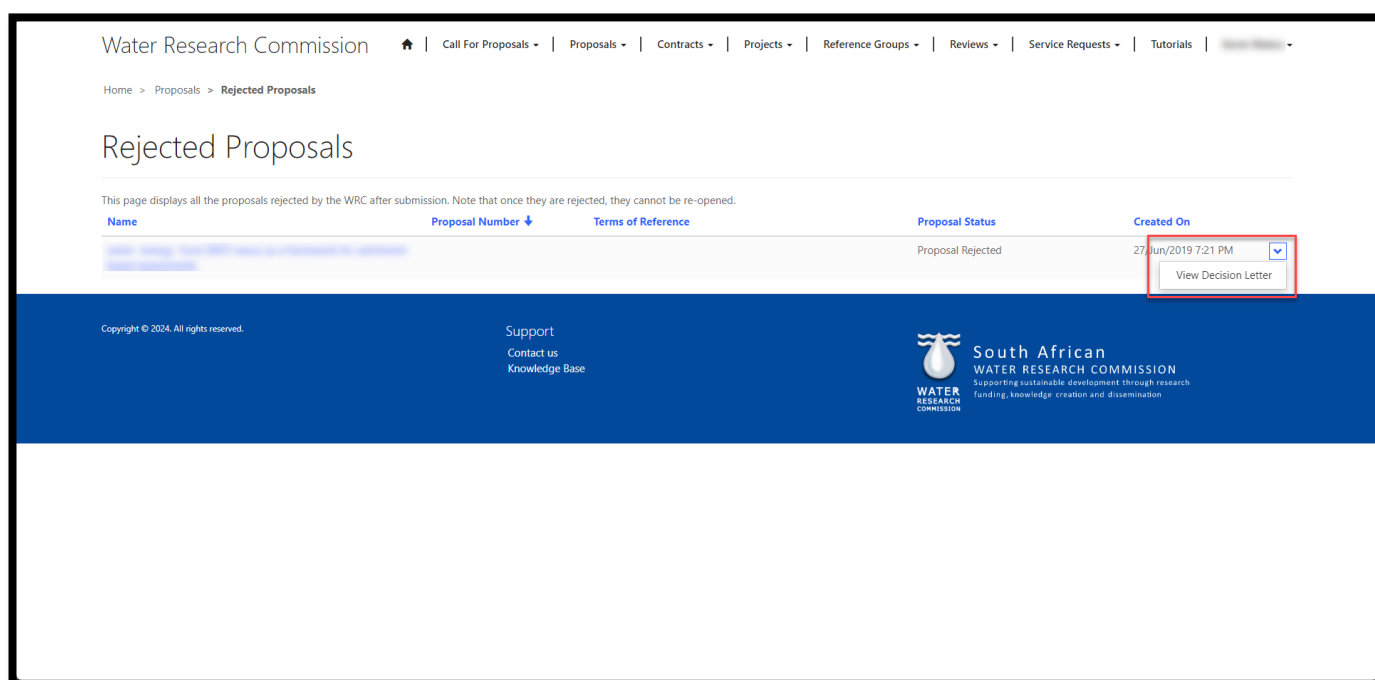 Water Research Commission
Call For Proposals | Proposals | Contracts | Projects | Reference Groups | Reviews | Service Requests | Tutorials |
Home > Proposals > Rejected Proposals
Rejected Proposals
This page displays all the proposals rejected by the WRC after submission. Note that once they are rejected, they cannot be re-opened.
Name Proposal Number Terms of Reference Proposal Status Created On
Proposal Rejected 27/Jun/2019 7:21 PM
View Decision Letter
Copyright © 2024. All rights reserved.
Support
Contact us
Knowledge Base
WATER
RESEARCH
COMMISSION
South African
WATER RESEARCH COMMISSION
Supporting sustainable development through research
funding, knowledge creation and dissemination